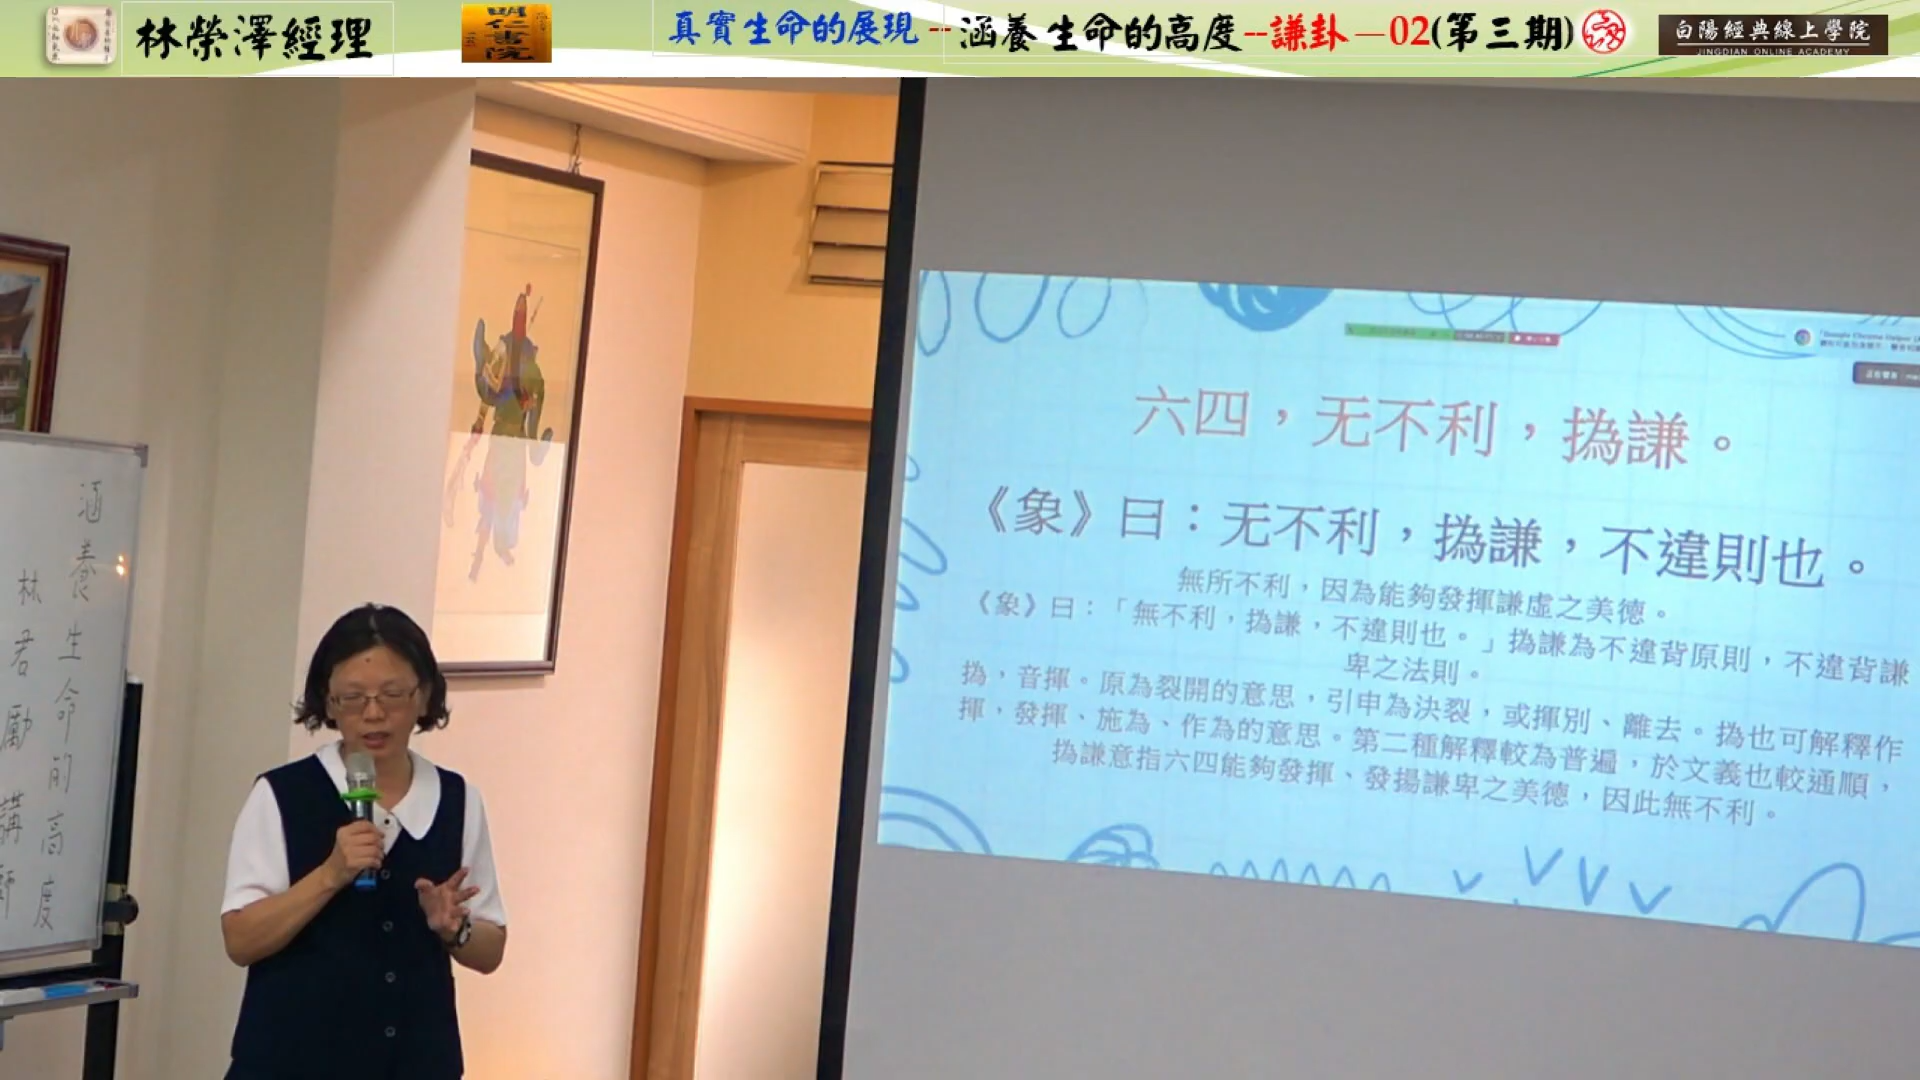 林榮澤經理
真實生命的展現--涵養生命的高度--謙卦—02(第三期)
白陽經典線上學院
JINGDIAN ONLINE ACADEMY
涵養生命的高度
林君勵講師
六四，无不利，撝謙。
《象》曰：无不利，撝謙，不違則也。
無所不利，因為能夠發揮謙虛之美德。
《象》曰：「無不利，撝謙，不違則也。」撝謙為不違背原則，不違背謙
卑之法則。
撝，音揮。原為裂開的意思，引申為決裂，或揮別、離去。撝也可解釋作
揮，發揮、施為、作為的意思。第二種解釋較為普遍，於文義也較通順，
撝謙意指六四能夠發揮、發揚謙卑之美德，因此無不利。